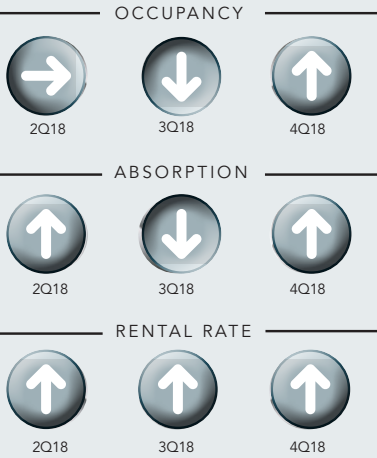 OCCUPANCY
2Q18 3Q18 4Q18
ABSORPTION
2Q18 3Q18 4Q18
RENTAL RATE
2Q18 3Q18 4Q18